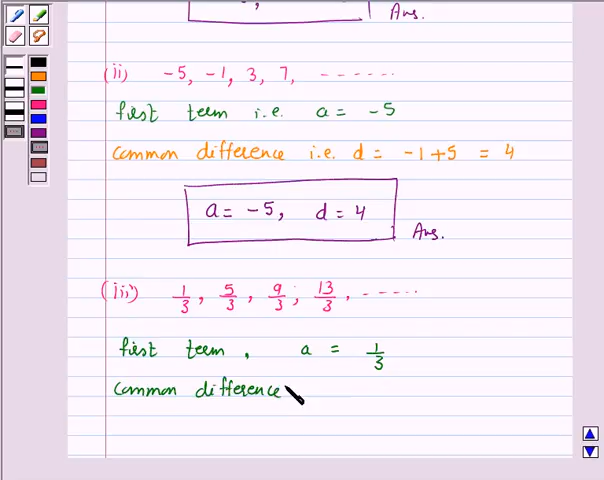 Ans.
(ii) -5, -1, 3, 7, ------
first term i.e. a = -5
common difference i.e. d = -1+5 = 4
a = -5, d = 4
Ans.
(iii) 1/3, 5/3, 9/3, 13/3, ------
first term, a = 1/3
common difference